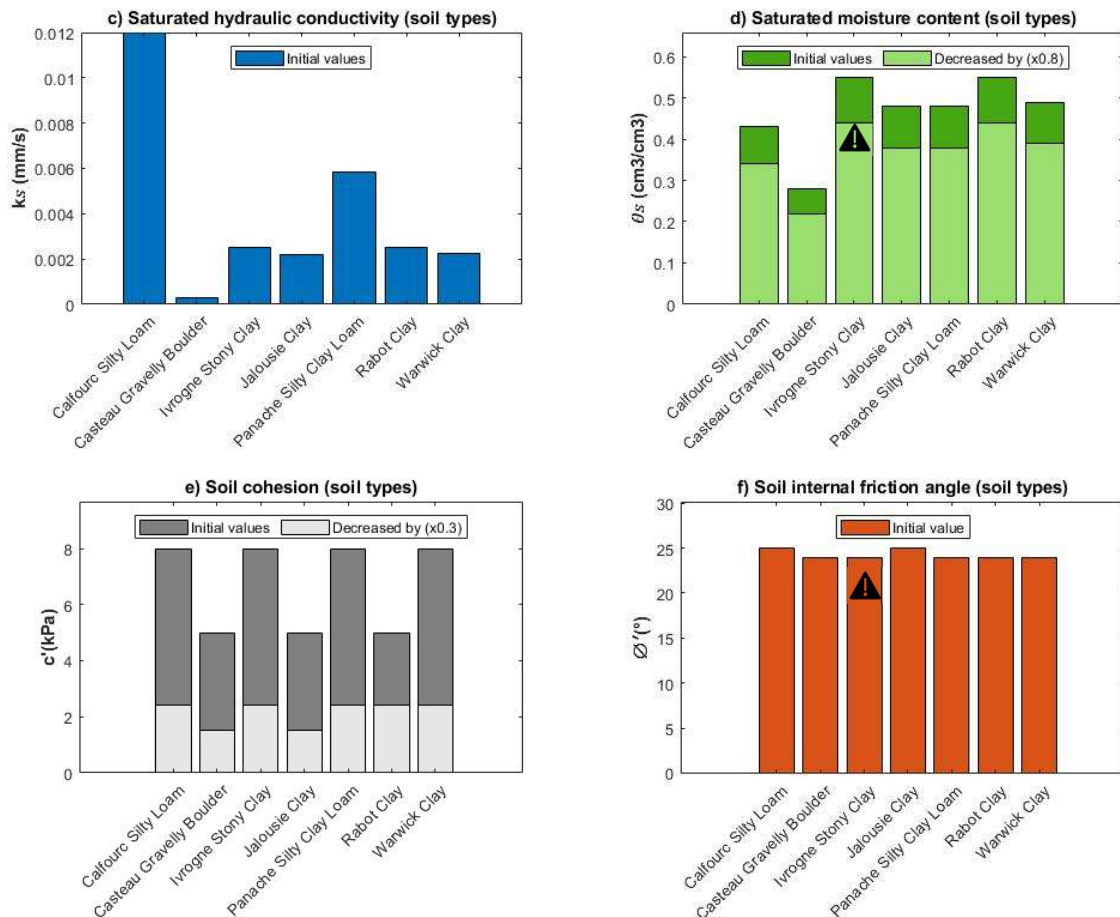 c) Saturated hydraulic conductivity (soil types)
Initial values
0.012
0.01
0.008
0.006
0.004
0.002
0
ks (mm/s)
Calfourc Silty Loam
Casteau Gravelly Boulder
Ivrogne Stony Clay
Jalousie Clay
Panache Silty Clay Loam
Rabot Clay
Warwick Clay
d) Saturated moisture content (soil types)
Initial values Decreased by (x0.8)
0.6
0.5
0.4
0.3
0.2
0.1
0
θs (cm3/cm3)
!
Calfourc Silty Loam
Casteau Gravelly Boulder
Ivrogne Stony Clay
Jalousie Clay
Panache Silty Clay Loam
Rabot Clay
Warwick Clay
e) Soil cohesion (soil types)
Initial values Decreased by (x0.3)
8
6
4
2
0
c'(kPa)
Calfourc Silty Loam
Casteau Gravelly Boulder
Ivrogne Stony Clay
Jalousie Clay
Panache Silty Clay Loam
Rabot Clay
Warwick Clay
f) Soil internal friction angle (soil types)
Initial value
30
25
20
15
10
5
0
∅'(°)
!
Calfourc Silty Loam
Casteau Gravelly Boulder
Ivrogne Stony Clay
Jalousie Clay
Panache Silty Clay Loam
Rabot Clay
Warwick Clay